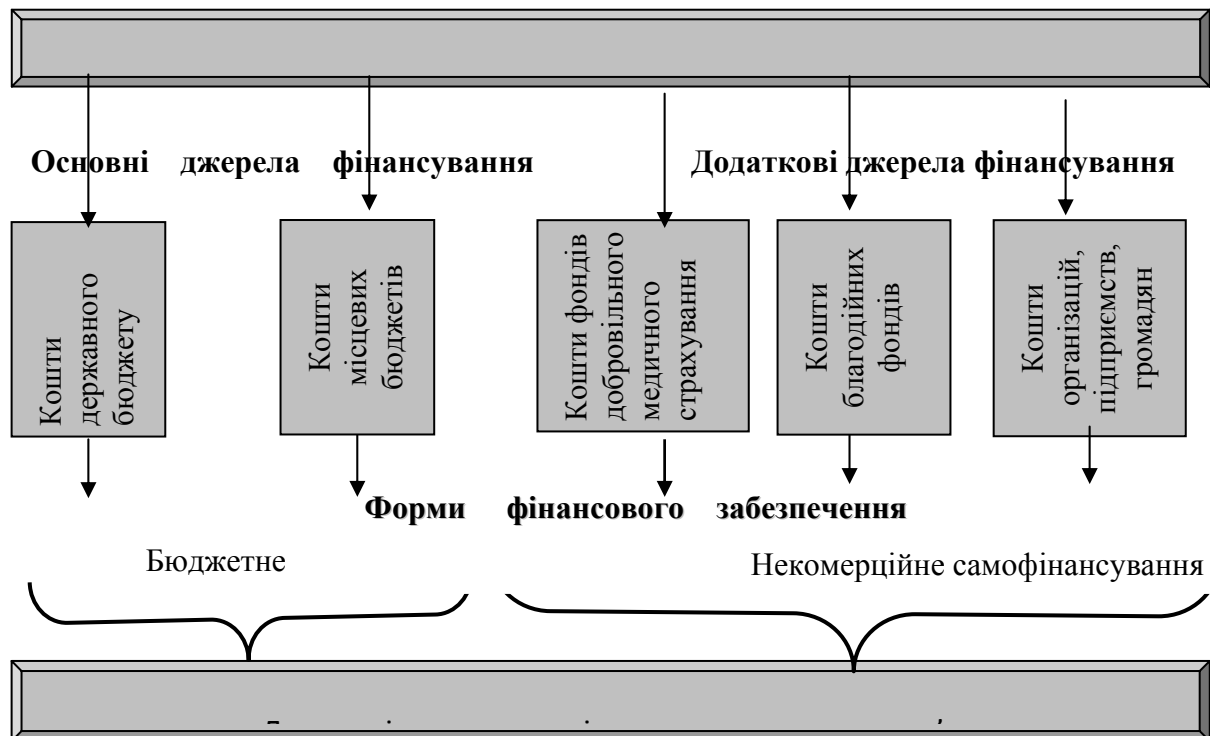 Основні джерела фінансування
Додаткові джерела фінансування
Кошти
державного
бюджету
Кошти
місцевих
бюджетів
Кошти фондів
добровільного
медичного
страхування
Кошти
благодійних
фондів
Кошти
організацій,
підприємств,
громадян
Форми фінансового забезпечення
Бюджетне
Некомерційне самофінансування